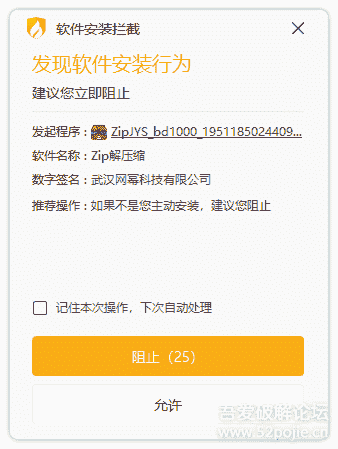 软件安装拦截
发现软件安装行为
建议您立即阻止
发起程序：ZipJYS_bd1000_1951185024409...
软件名称：Zip解压缩
数字签名：武汉网幂科技有限公司
推荐操作：如果不是您主动安装，建议您阻止
记住本次操作，下次自动处理
阻止（25）
允许
吾爱破解论坛
www.52pojie.cn